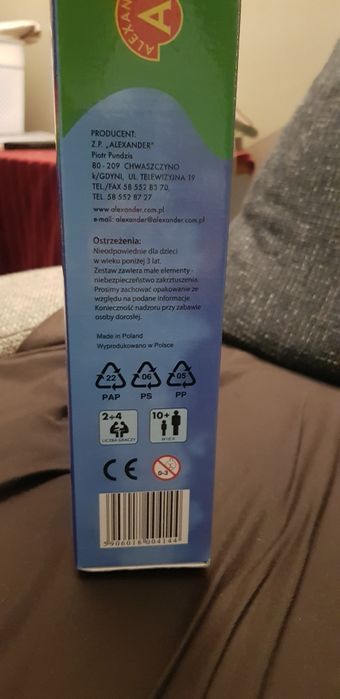 ALEXAN
A
ALEXAN
PRODUCENT:
Z.P. „ALEXANDER"
Piotr Pundzis
80 - 209 CHWASZCZYNO
k/GDYNI, UL. TELEWIZYJNA 19
TEL./FAX 58 552 83 70,
TEL. 58 552 87 27
www.alexander.com.pl
e-mail: alexander@alexander.com.pl
Ostrzeżenia:
Nieodpowiednie dla dzieci
w wieku poniżej 3 lat.
Zestaw zawiera małe elementy -
niebezpieczeństwo zakrztuszenia.
Prosimy zachować opakowanie ze
względu na podane informacje.
Konieczność nadzoru przy zabawie
osoby dorosłej.
Made in Poland
Wyprodukowano w Polsce
22 06 05
PAP PS PP
2÷4 10+
LICZBA GRACZY WIEK
CE 0-3
5906018004144